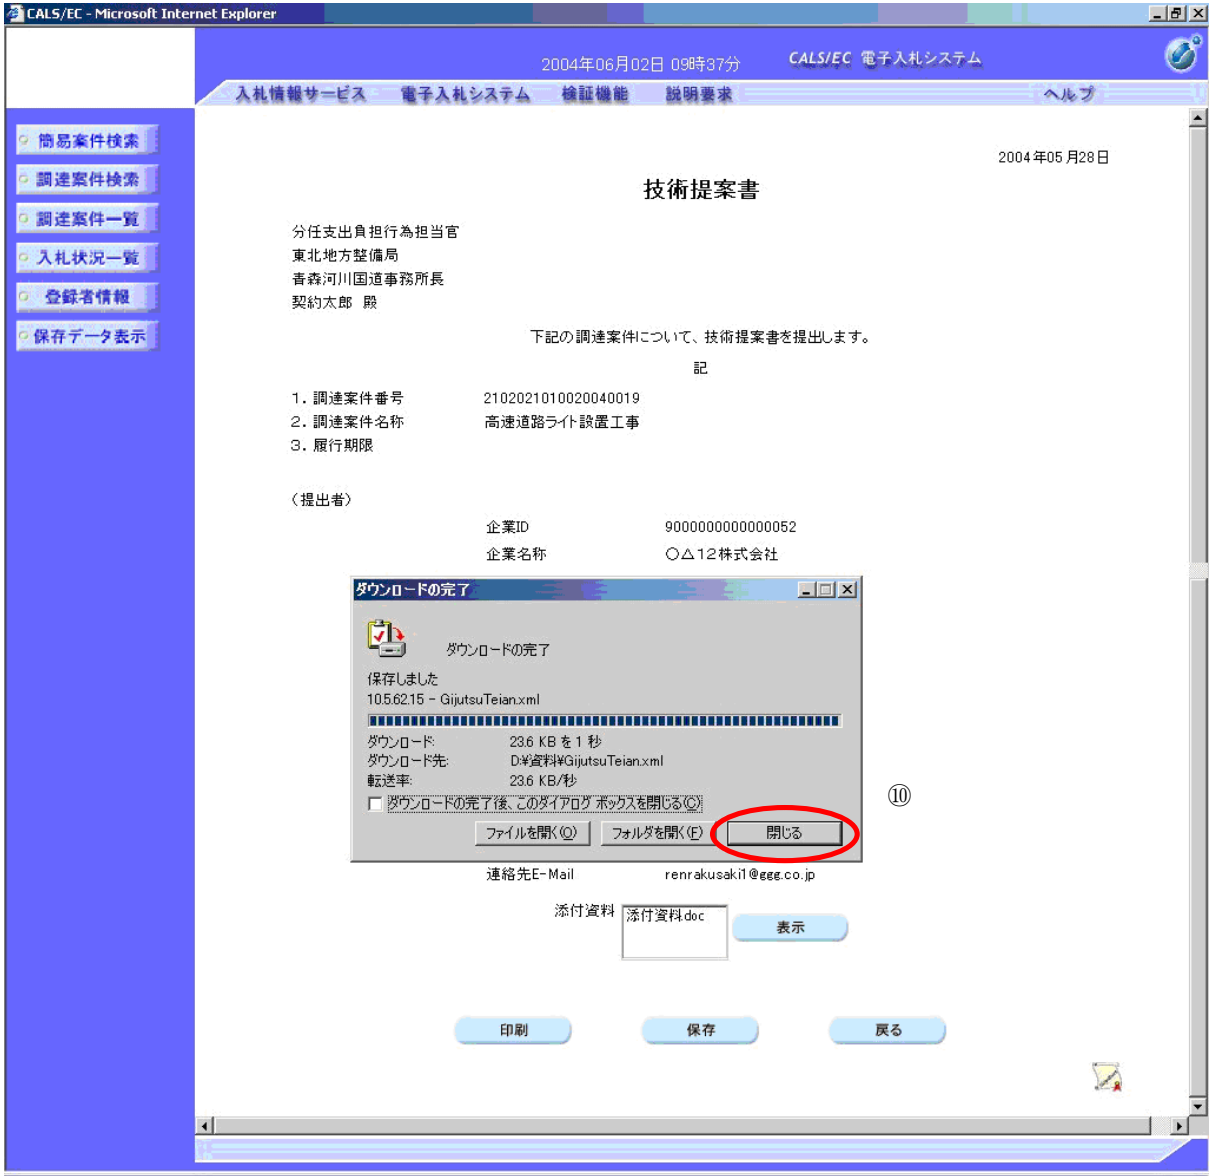 CALS/EC - Microsoft Internet Explorer
2004年06月02日 09時37分
CALS/EC 電子入札システム
入札情報サービス 電子入札システム 検証機能 説明要求 ヘルプ
簡易案件検索
調達案件検索
調達案件一覧
入札状況一覧
登録者情報
保存データ表示
2004年05月28日
技術提案書
分任支出負担行為担当官
東北地方整備局
青森河川国道事務所長
契約太郎 殿
下記の調達案件について、技術提案書を提出します。
記
1. 調達案件番号 2102021010020040019
2. 調達案件名称 高速道路ライト設置工事
3. 履行期限
(提出者)
企業ID 9000000000000052
企業名称 ○△12株式会社
ダウンロードの完了
ダウンロードの完了
保存しました
10.5.62.15 - GijutsuTeian.xml
ダウンロード: 23.6 KB を 1 秒
ダウンロード先: D:¥資料¥GijutsuTeian.xml
転送率: 23.6 KB/秒
ダウンロードの完了後、このダイアログ ボックスを閉じる(C)
ファイルを開く(O) フォルダを開く(F) 閉じる
⑩
連絡先E-Mail renrakusaki1@ggg.co.jp
添付資料 添付資料.doc 表示
印刷 保存 戻る